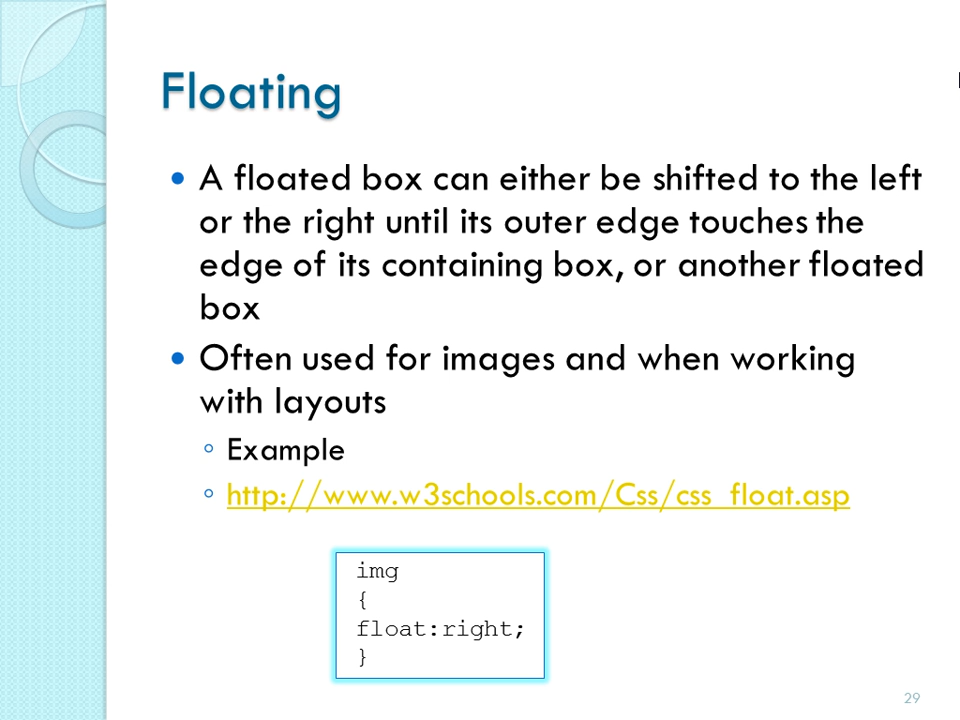 Floating
• A floated box can either be shifted to the left
or the right until its outer edge touches the
edge of its containing box, or another floated
box
• Often used for images and when working
with layouts
◦ Example
◦ http://www.w3schools.com/Css/css_float.asp
img
{
float:right;
}
29